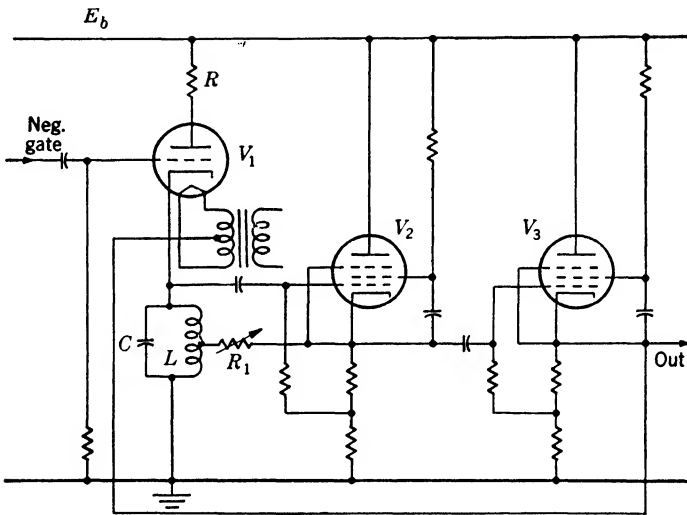 E_b
R
Neg.
gate
V_1
V_2
V_3
C
L
R_1
Out